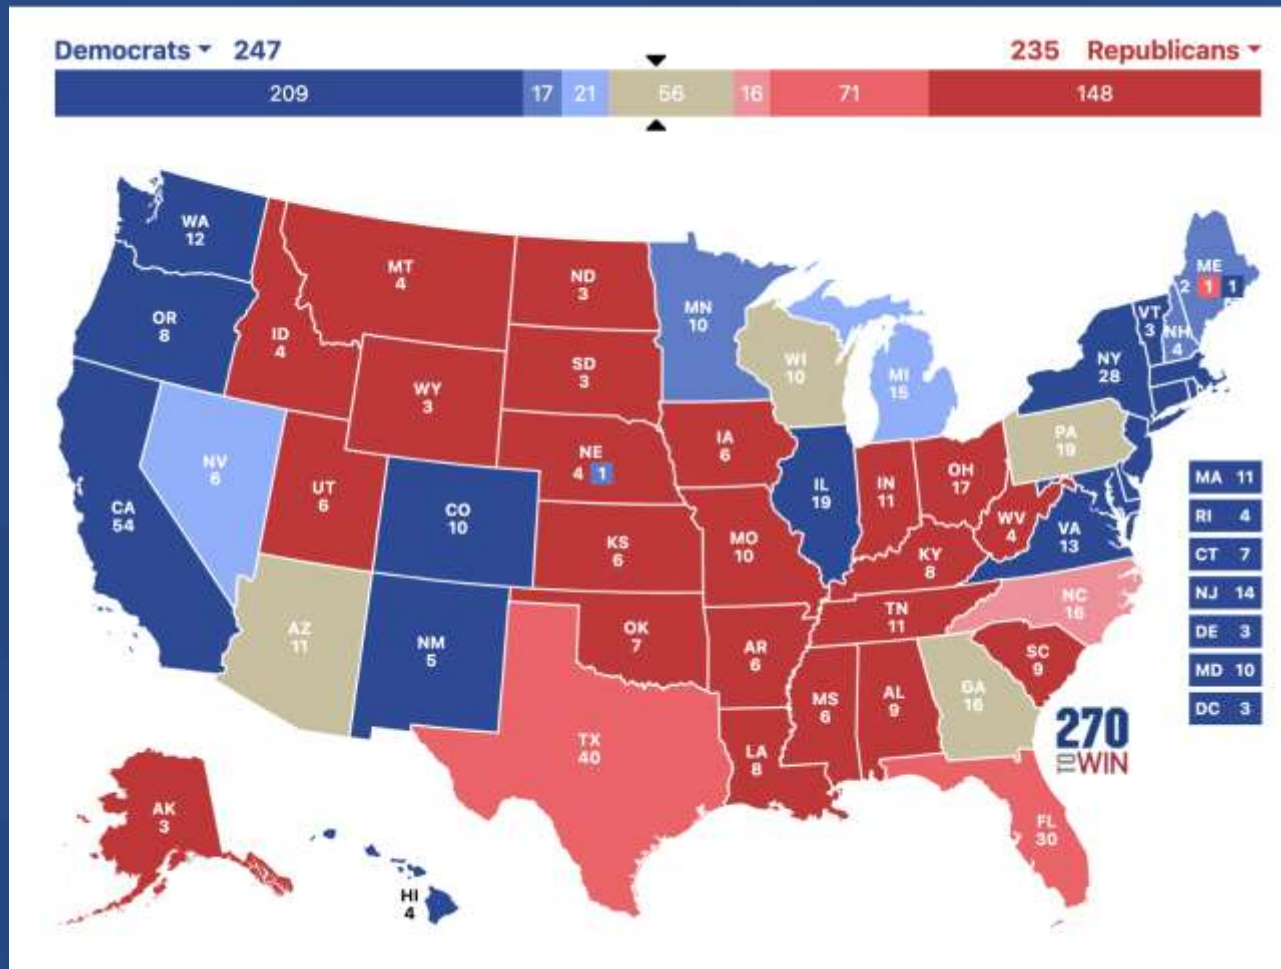 Democrats 247
235 Republicans
209 17 21 56 16 71 148
WA
12
OR
8
CA
54
NV
6
ID
4
MT
4
WY
3
UT
6
AZ
11
CO
10
NM
5
ND
3
SD
3
NE
4 1
KS
6
OK
7
TX
40
MN
10
IA
6
MO
10
AR
6
LA
8
WI
10
IL
19
MI
15
IN
11
OH
17
KY
8
TN
11
MS
6
AL
9
GA
16
FL
30
SC
9
NC
16
VA
13
WV
4
PA
19
NY
28
VT
3
NH
4
ME
2 1 1
MA 11
RI 4
CT 7
NJ 14
DE 3
MD 10
DC 3
270
TO WIN
AK
3
HI
4